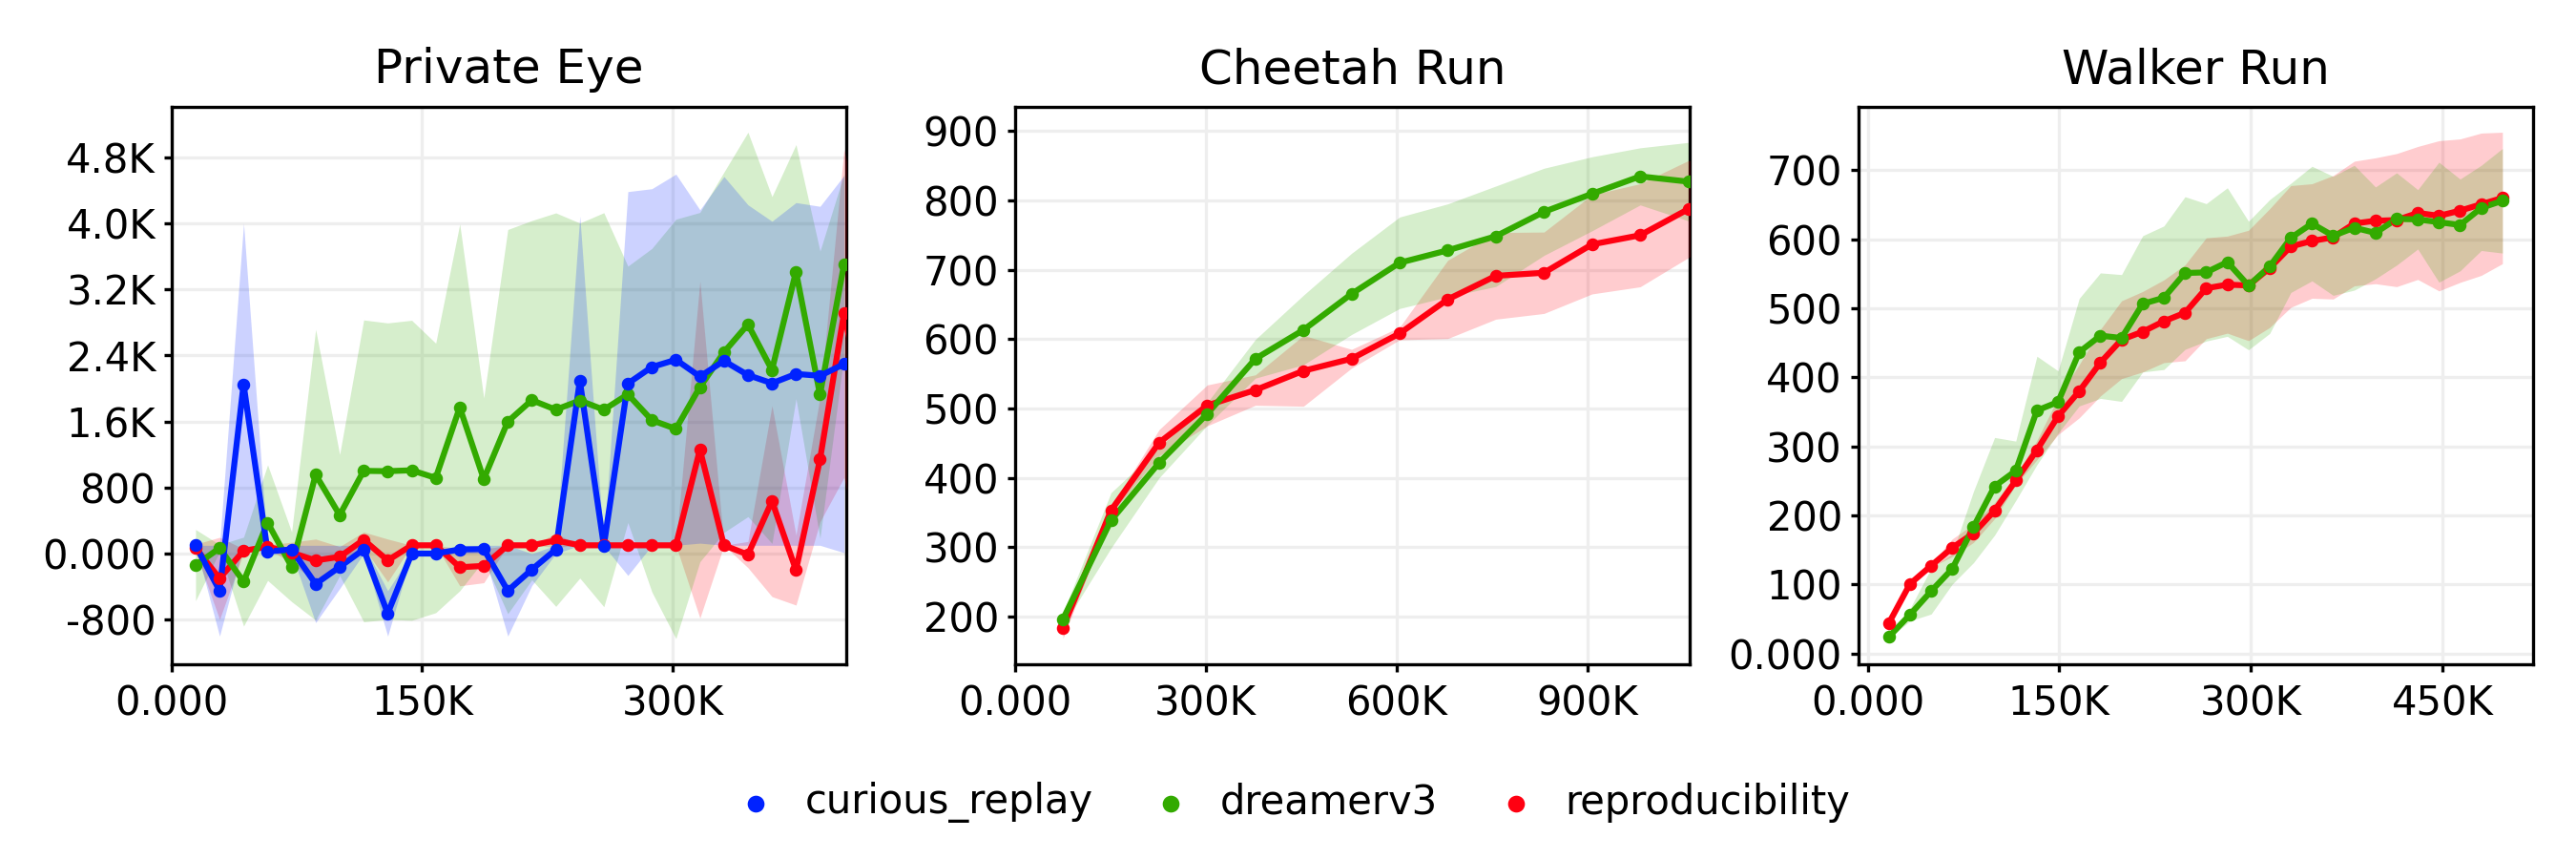 Private Eye
4.8K
4.0K
3.2K
2.4K
1.6K
800
0.000
-800
0.000 150K 300K
Cheetah Run
900
800
700
600
500
400
300
200
0.000 300K 600K 900K
Walker Run
700
600
500
400
300
200
100
0.000
0.000 150K 300K 450K
curious_replay dreamerv3 reproducibility